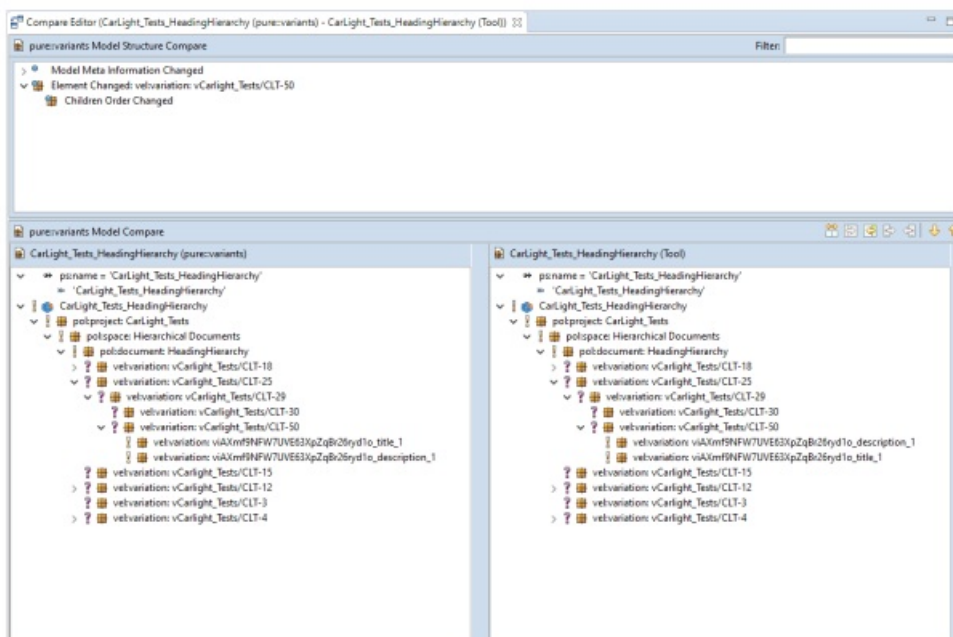 Compare Editor (CarLight_Tests_HeadingHierarchy (pure::variants) - CarLight_Tests_HeadingHierarchy (Tool))
pure::variants Model Structure Compare
Filter:
Model Meta Information Changed
Element Changed: vel:variation: vCarlight_Tests/CLT-50
Children Order Changed
pure::variants Model Compare
CarLight_Tests_HeadingHierarchy (pure::variants)
ps:name = 'CarLight_Tests_HeadingHierarchy'
'CarLight_Tests_HeadingHierarchy'
CarLight_Tests_HeadingHierarchy
pol:project: CarLight_Tests
pol:space: Hierarchical Documents
pol:document: HeadingHierarchy
vel:variation: vCarlight_Tests/CLT-18
vel:variation: vCarlight_Tests/CLT-25
vel:variation: vCarlight_Tests/CLT-29
vel:variation: vCarlight_Tests/CLT-30
vel:variation: vCarlight_Tests/CLT-50
vel:variation: viAXmf9NFW7UVE63XpZqBr26ryd1o_title_1
vel:variation: viAXmf9NFW7UVE63XpZqBr26ryd1o_description_1
vel:variation: vCarlight_Tests/CLT-15
vel:variation: vCarlight_Tests/CLT-12
vel:variation: vCarlight_Tests/CLT-3
vel:variation: vCarlight_Tests/CLT-4
CarLight_Tests_HeadingHierarchy (Tool)
ps:name = 'CarLight_Tests_HeadingHierarchy'
'CarLight_Tests_HeadingHierarchy'
CarLight_Tests_HeadingHierarchy
pol:project: CarLight_Tests
pol:space: Hierarchical Documents
pol:document: HeadingHierarchy
vel:variation: vCarlight_Tests/CLT-18
vel:variation: vCarlight_Tests/CLT-25
vel:variation: vCarlight_Tests/CLT-29
vel:variation: vCarlight_Tests/CLT-30
vel:variation: vCarlight_Tests/CLT-50
vel:variation: viAXmf9NFW7UVE63XpZqBr26ryd1o_description_1
vel:variation: viAXmf9NFW7UVE63XpZqBr26ryd1o_title_1
vel:variation: vCarlight_Tests/CLT-15
vel:variation: vCarlight_Tests/CLT-12
vel:variation: vCarlight_Tests/CLT-3
vel:variation: vCarlight_Tests/CLT-4